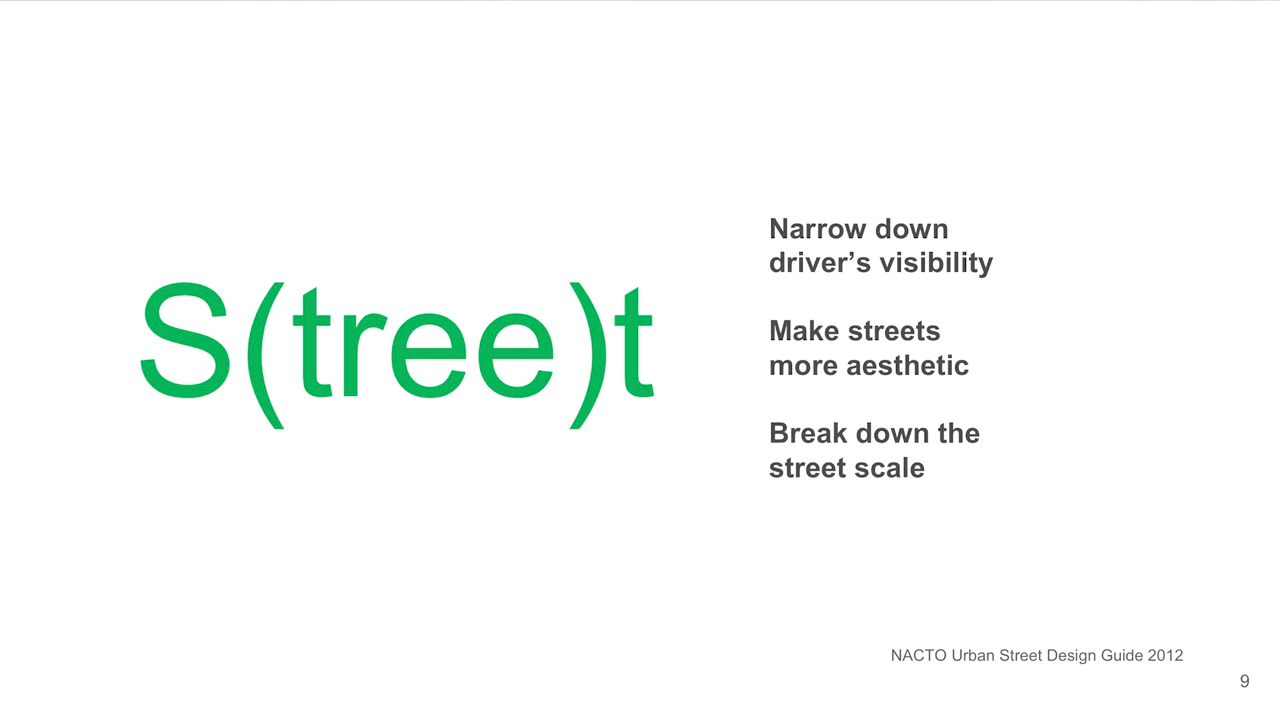 S(tree)t
Narrow down
driver’s visibility
Make streets
more aesthetic
Break down the
street scale
NACTO Urban Street Design Guide 2012
9